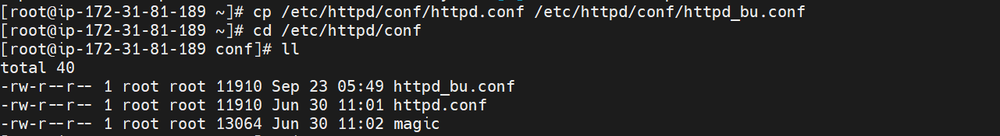 [root@ip-172-31-81-189 ~]# cp /etc/httpd/conf/httpd.conf /etc/httpd/conf/httpd_bu.conf
[root@ip-172-31-81-189 ~]# cd /etc/httpd/conf
[root@ip-172-31-81-189 conf]# ll
total 40
-rw-r--r-- 1 root root 11910 Sep 23 05:49 httpd_bu.conf
-rw-r--r-- 1 root root 11910 Jun 30 11:01 httpd.conf
-rw-r--r-- 1 root root 13064 Jun 30 11:02 magic